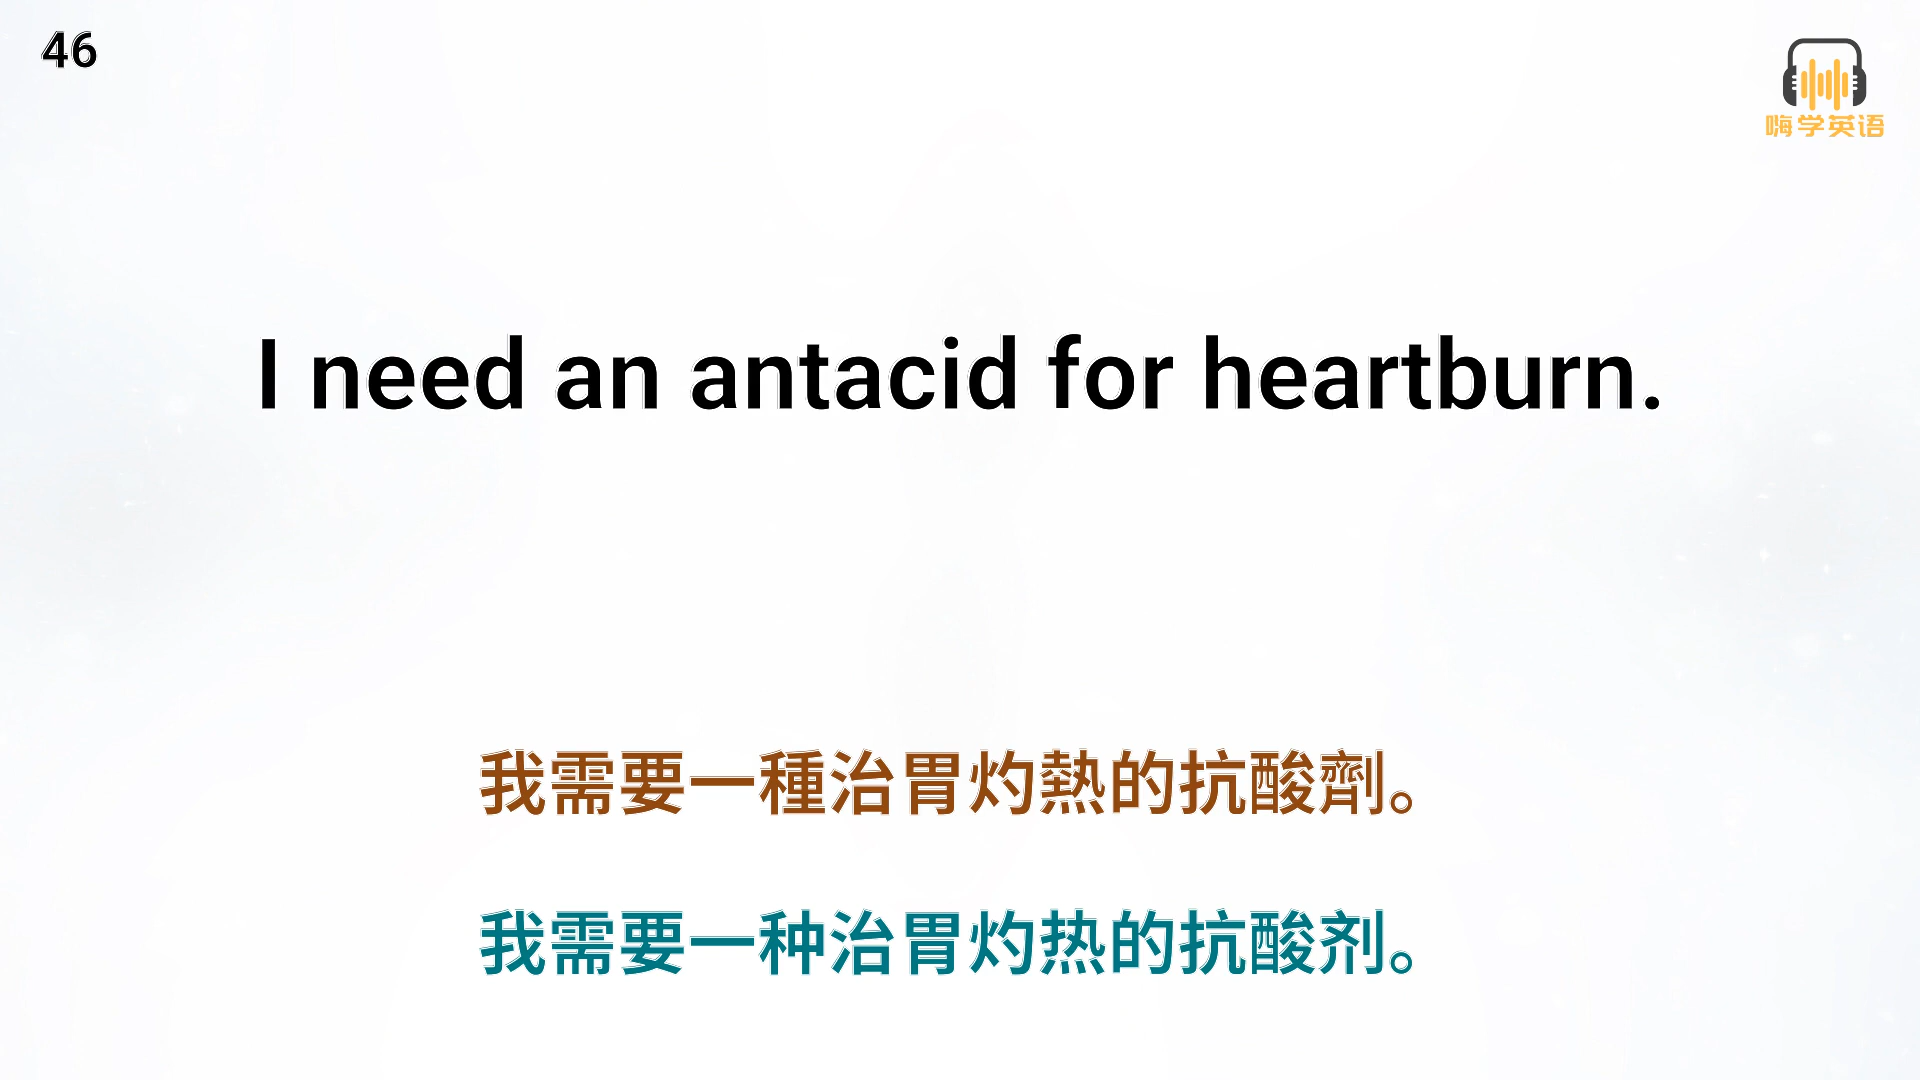 46
嗨学英语
I need an antacid for heartburn.
我需要一種治胃灼熱的抗酸劑。
我需要一种治胃灼热的抗酸剂。